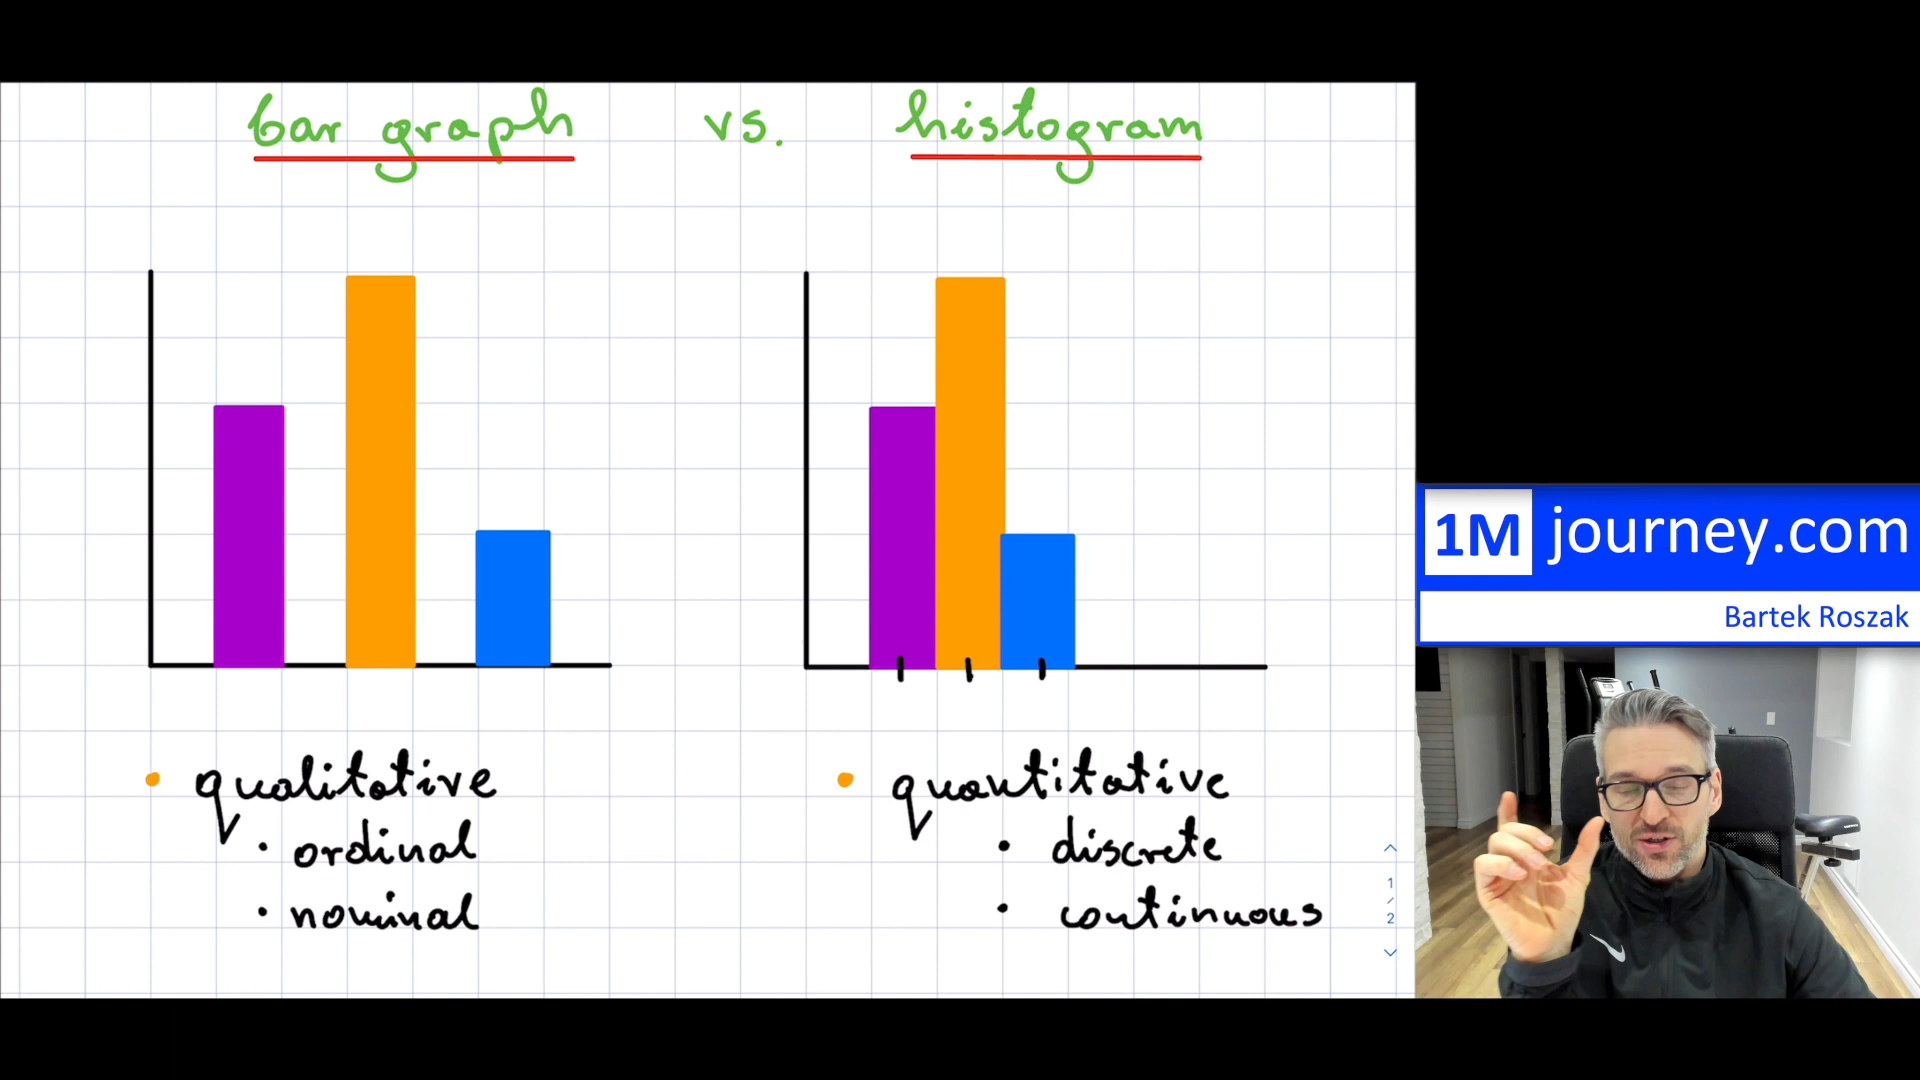 bar graph vs. histogram
• qualitative
• ordinal
• nominal
• quantitative
• discrete
• continuous
1
/
2
1M journey.com
Bartek Roszak